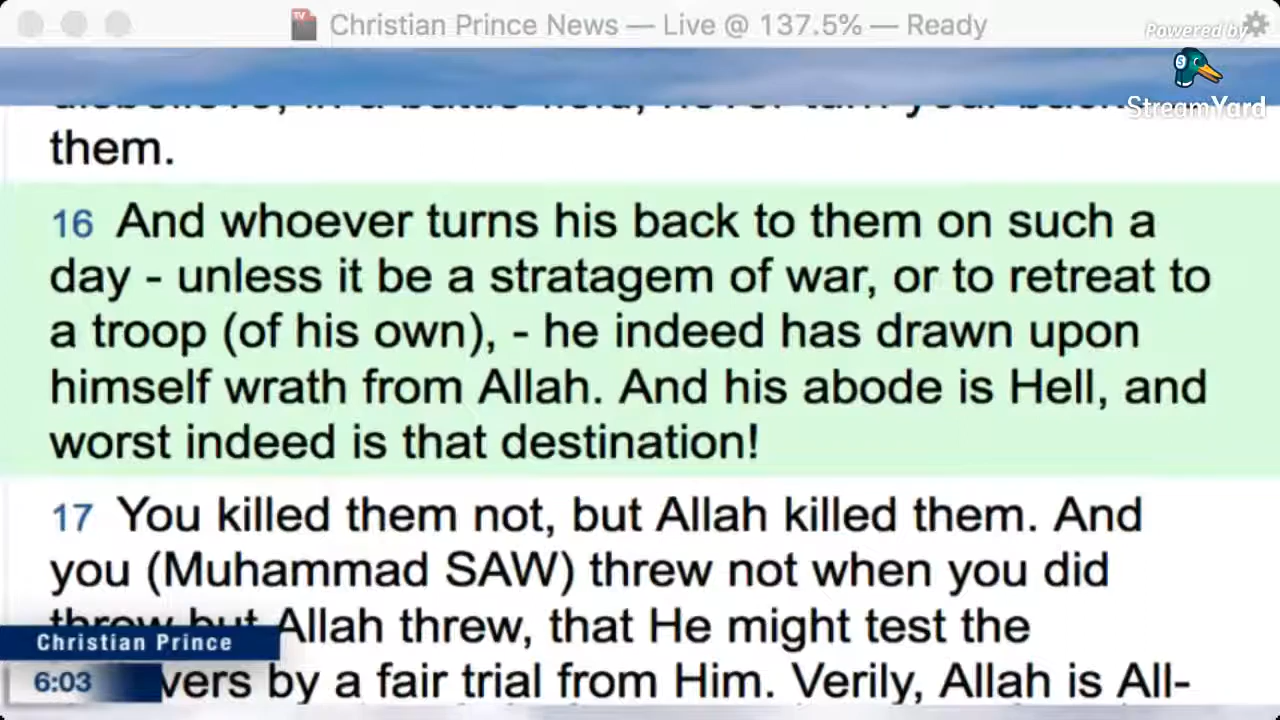 Christian Prince News — Live @ 137.5% — Ready
Powered by
StreamYard
them.
16 And whoever turns his back to them on such a
day - unless it be a stratagem of war, or to retreat to
a troop (of his own), - he indeed has drawn upon
himself wrath from Allah. And his abode is Hell, and
worst indeed is that destination!
17 You killed them not, but Allah killed them. And
you (Muhammad SAW) threw not when you did
threw but Allah threw, that He might test the
vers by a fair trial from Him. Verily, Allah is All-
Christian Prince
6:03